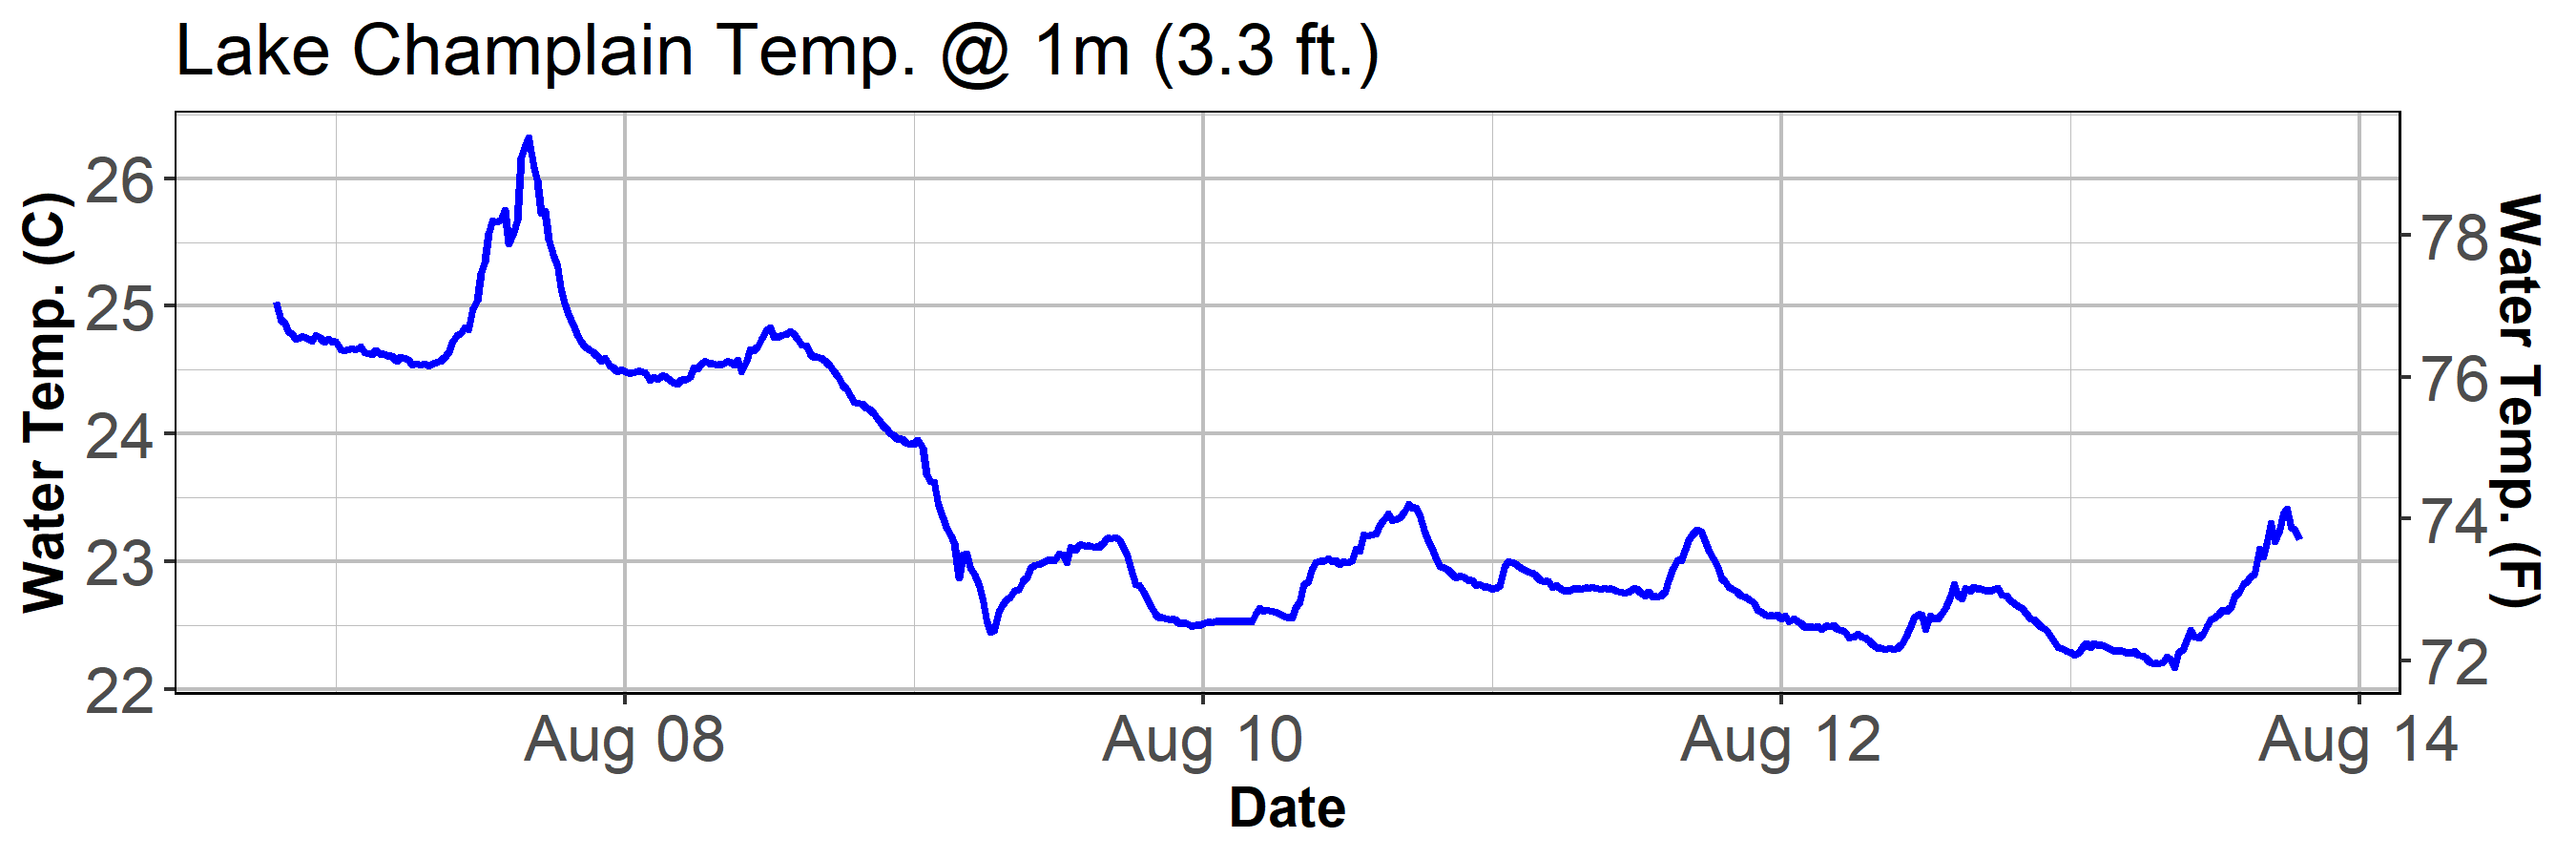 Lake Champlain Temp. @ 1m (3.3 ft.)
Water Temp. (C)
26
25
24
23
22
78
76
74
72
Water Temp. (F)
Aug 08
Aug 10
Aug 12
Aug 14
Date